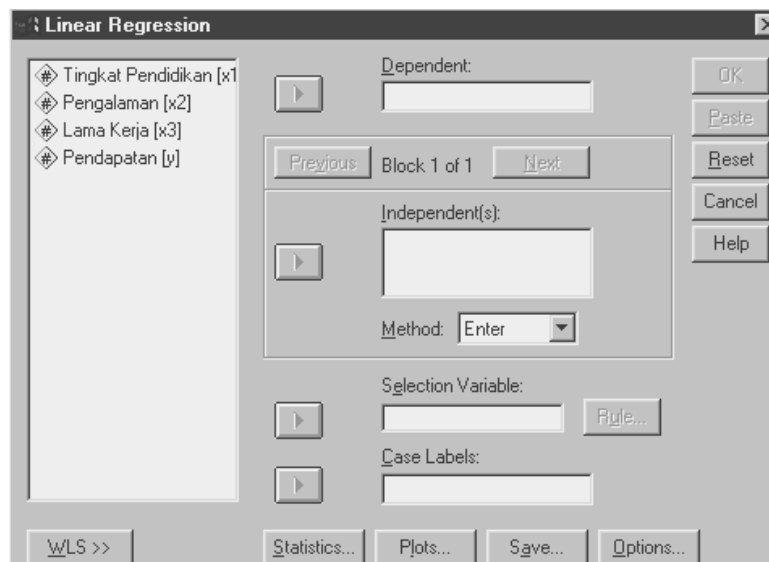 Linear Regression
Tingkat Pendidikan [x1
Pengalaman [x2]
Lama Kerja [x3]
Pendapatan [y]
Dependent:
Previous
Block 1 of 1
Next
Independent(s):
Method:
Enter
Selection Variable:
Rule...
Case Labels:
OK
Paste
Reset
Cancel
Help
WLS >>
Statistics...
Plots...
Save...
Options...